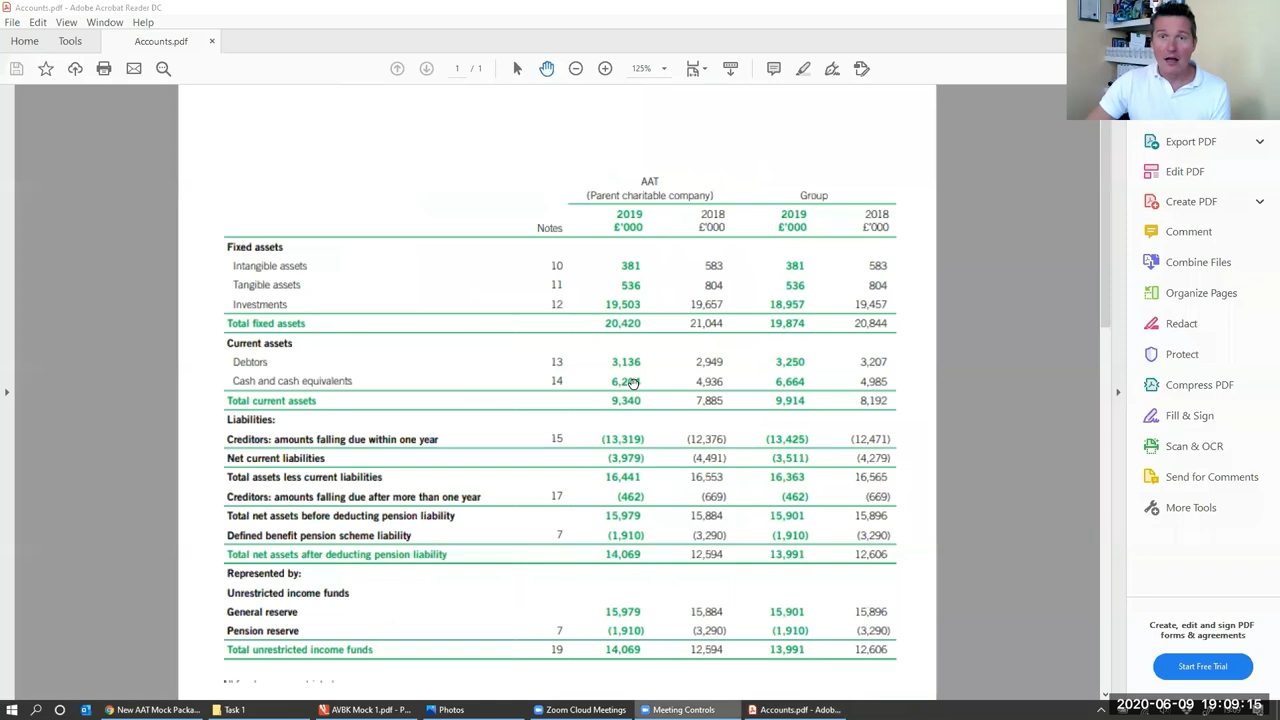 Accounts.pdf - Adobe Acrobat Reader DC
File Edit View Window Help
Home Tools Accounts.pdf ×
/ 1 125%
AAT
(Parent charitable company) Group
2019 2018 2019 2018
Notes £'000 £'000 £'000 £'000
Fixed assets
Intangible assets 10 381 583 381 583
Tangible assets 11 536 804 536 804
Investments 12 19,503 19,657 18,957 19,457
Total fixed assets 20,420 21,044 19,874 20,844
Current assets
Debtors 13 3,136 2,949 3,250 3,207
Cash and cash equivalents 14 4,936 6,664 4,985
Total current assets 9,340 7,885 9,914 8,192
Liabilities:
Creditors: amounts falling due within one year 15 (13,319) (12,376) (13,425) (12,471)
Net current liabilities (3,979) (4,491) (3,511) (4,279)
Total assets less current liabilities 16,441 16,553 16,363 16,565
Creditors: amounts falling due after more than one year 17 (462) (669) (462) (669)
Total net assets before deducting pension liability 15,979 15,884 15,901 15,896
Defined benefit pension scheme liability 7 (1,910) (3,290) (1,910) (3,290)
Total net assets after deducting pension liability 14,069 12,594 13,991 12,606
Represented by:
Unrestricted income funds
General reserve 15,979 15,884 15,901 15,896
Pension reserve 7 (1,910) (3,290) (1,910) (3,290)
Total unrestricted income funds 19 14,069 12,594 13,991 12,606
Export PDF
Edit PDF
Create PDF
Comment
Combine Files
Organize Pages
Redact
Protect
Compress PDF
Fill & Sign
Scan & OCR
Send for Comments
More Tools
Create, edit and sign PDF
forms & agreements
Start Free Trial
New AAT Mock Packa... Task 1 AVBK Mock 1.pdf - P... Photos Zoom Cloud Meetings Meeting Controls Accounts.pdf - Adob...
2020-06-09 19:09:15